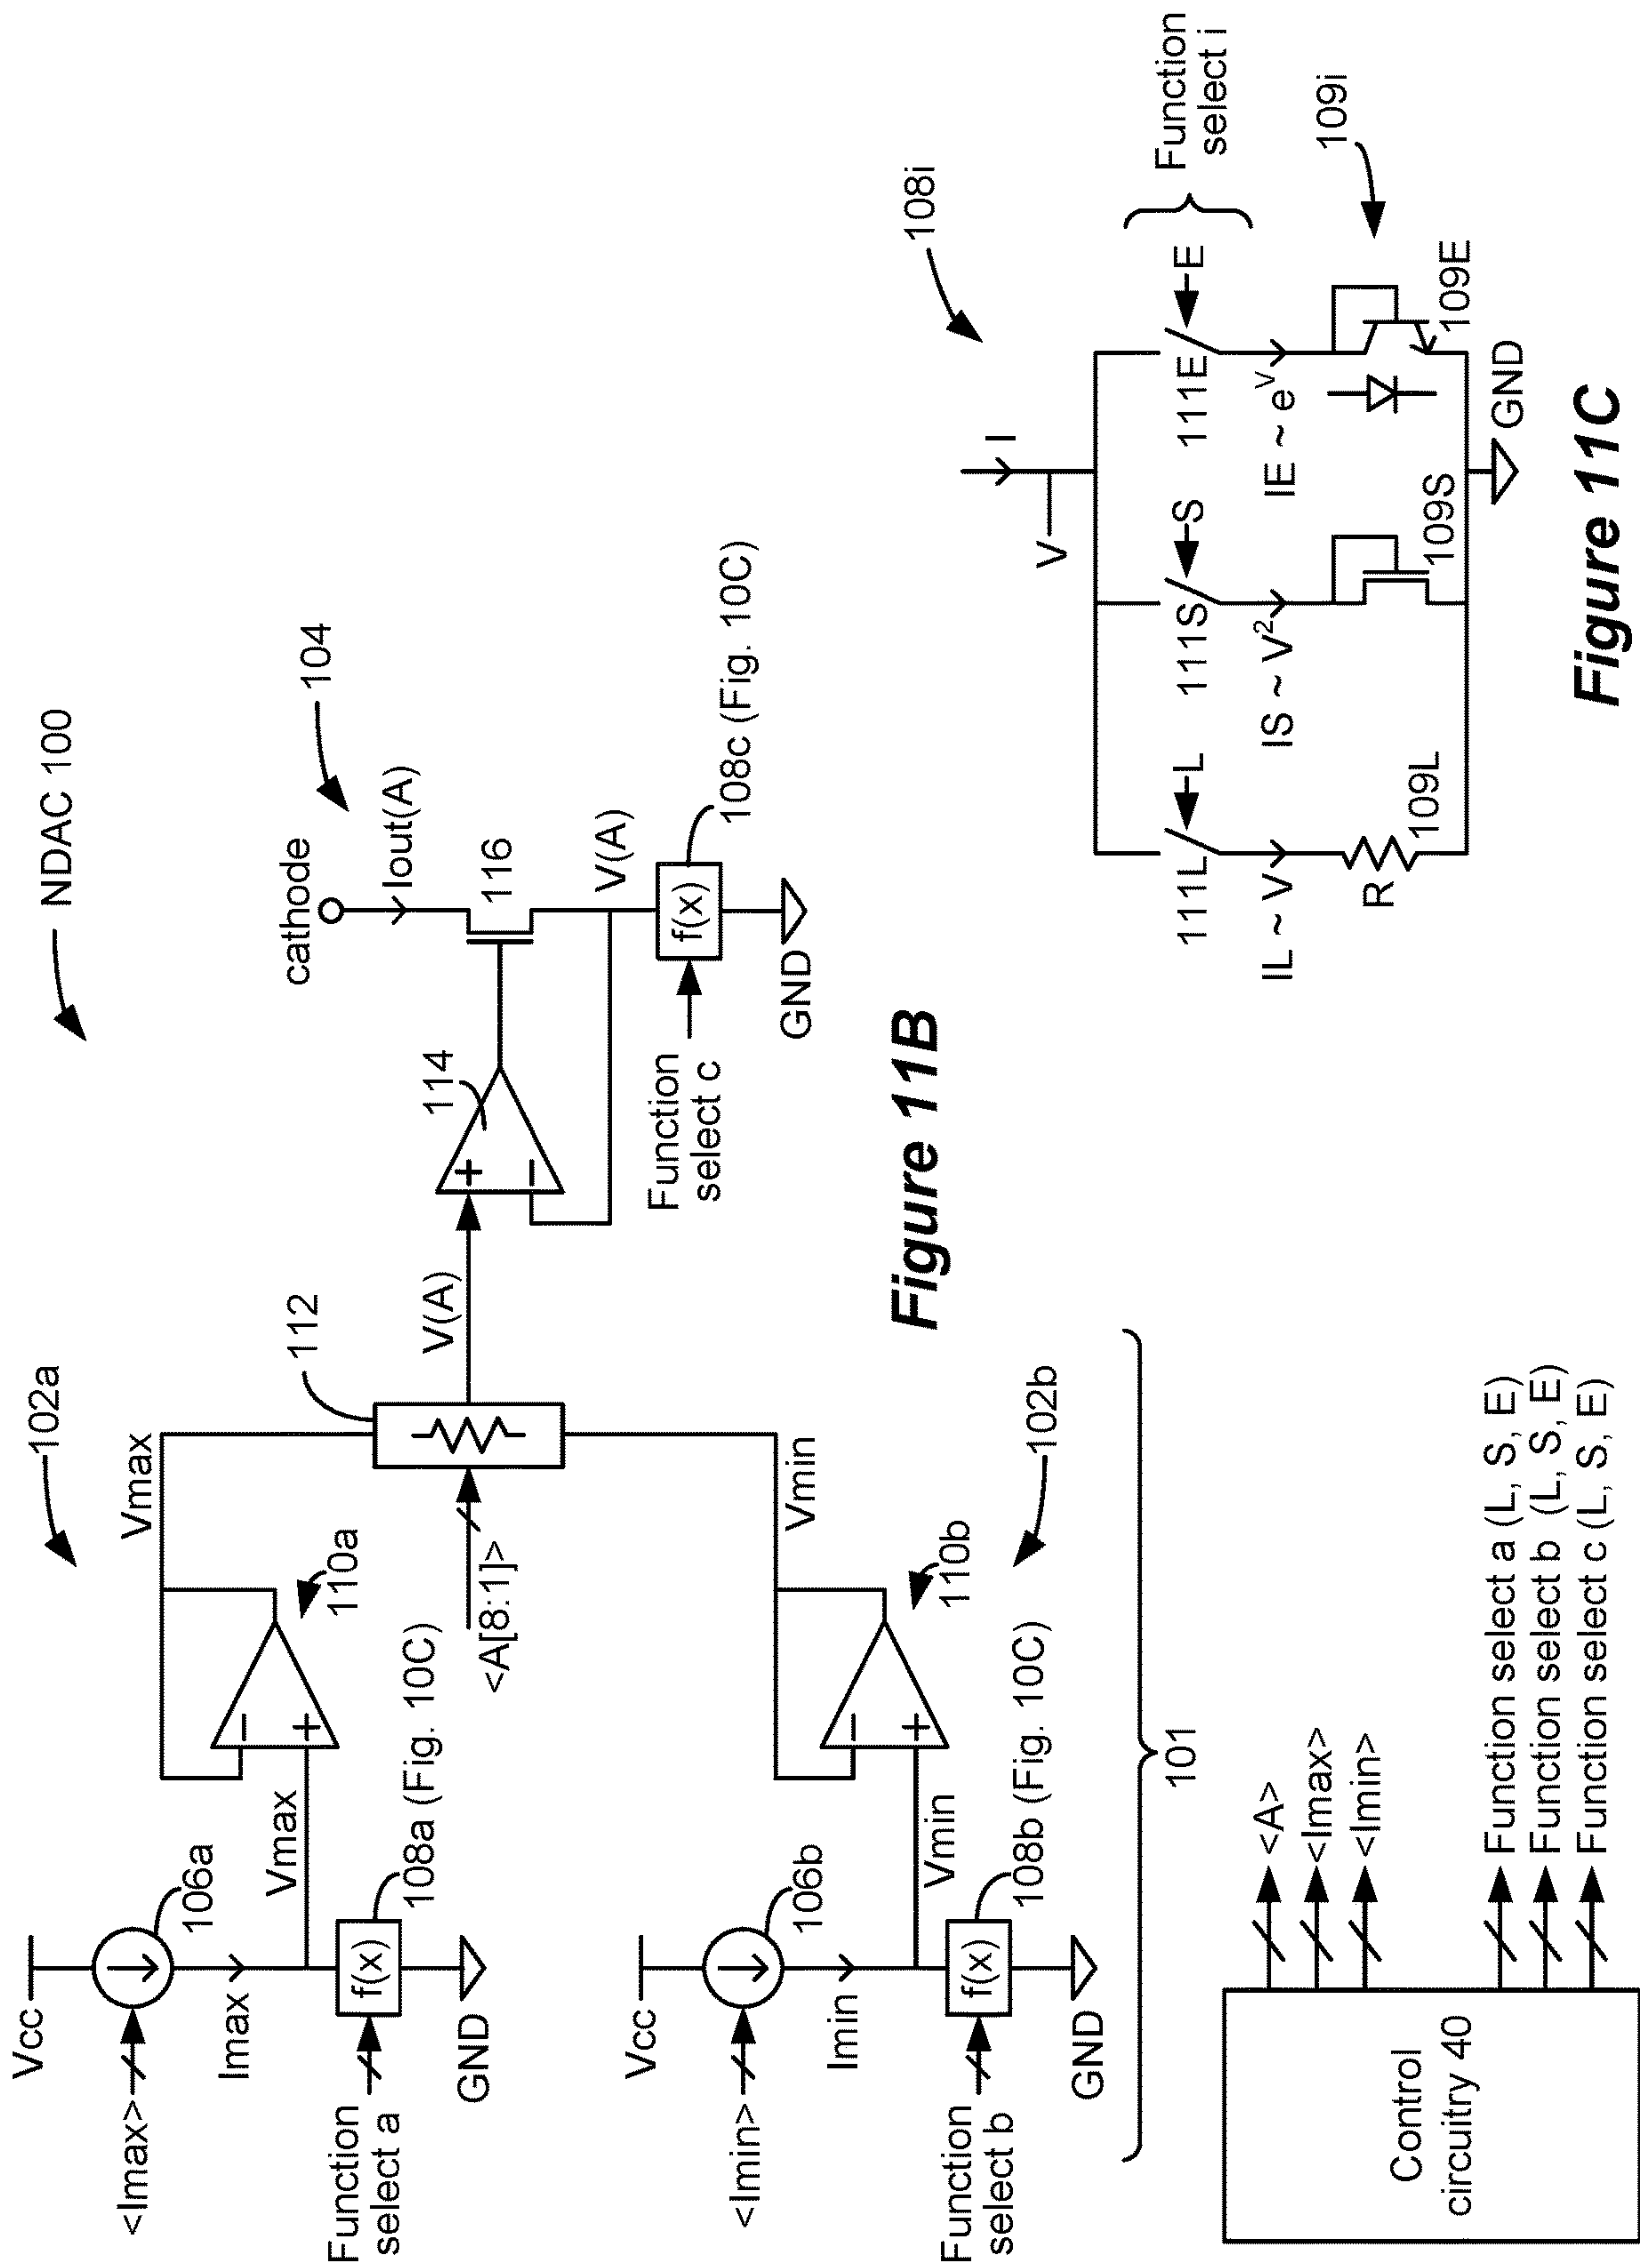 NDAC 100
102a
Vcc
<Imax>
106a
Imax
Vmax
Vmax
−
+
110a
Function
select a
f(x)
108a (Fig. 10C)
GND
<A[8:1]>
112
V(A)
114
+
−
cathode
104
Iout(A)
116
V(A)
f(x)
108c (Fig. 10C)
Function
select c
GND
Vcc
<Imin>
106b
Imin
Vmin
Vmin
−
+
110b
102b
Function
select b
f(x)
108b (Fig. 10C)
GND
101
Figure 11B
Control
circuitry 40
<A>
<Imax>
<Imin>
Function select a (L, S, E)
Function select b (L, S, E)
Function select c (L, S, E)
108i
I
V
111L
L
111S
S
111E
E
Function
select i
IL ~ V
IS ~ V²
IE ~ eⱽ
R
109L
109S
109E
109i
GND
Figure 11C